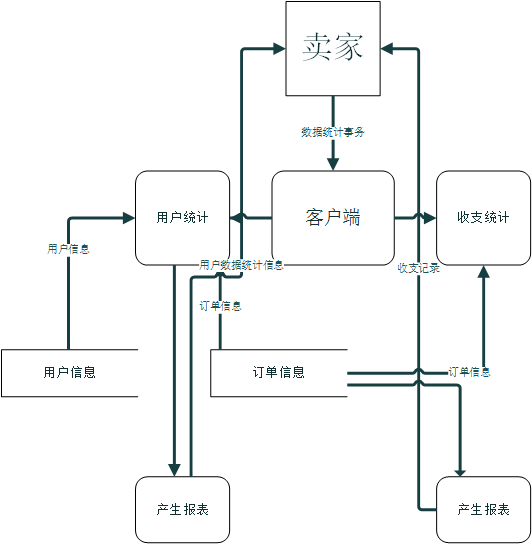 卖家
数据统计事务
用户统计
客户端
收支统计
用户信息
用户数据统计信息
收支记录
订单信息
用户信息
订单信息
订单信息
产生报表
产生报表